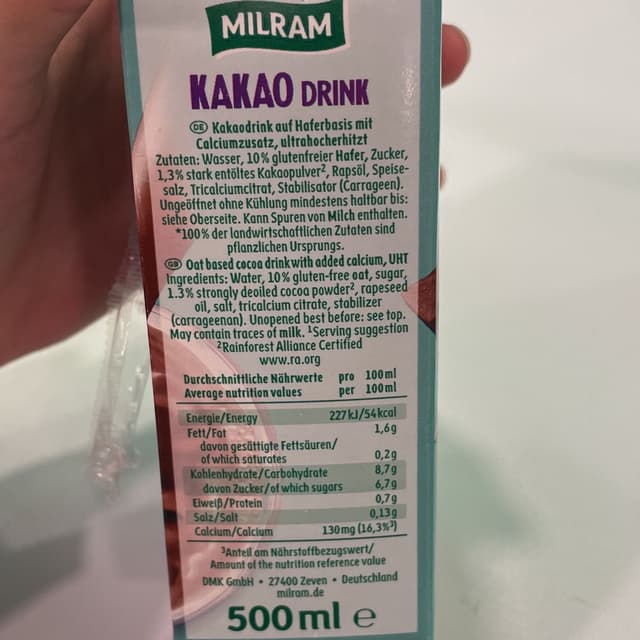 MILRAM
KAKAO DRINK
DE Kakaodrink auf Haferbasis mit
Calciumzusatz, ultrahocherhitzt
Zutaten: Wasser, 10% glutenfreier Hafer, Zucker,
1,3% stark entöltes Kakaopulver², Rapsöl, Speise-
salz, Tricalciumcitrat, Stabilisator (Carrageen).
Ungeöffnet ohne Kühlung mindestens haltbar bis:
siehe Oberseite. Kann Spuren von Milch enthalten.
*100% der landwirtschaftlichen Zutaten sind
pflanzlichen Ursprungs.
GB Oat based cocoa drink with added calcium, UHT
Ingredients: Water, 10% gluten-free oat, sugar,
1.3% strongly deoiled cocoa powder², rapeseed
oil, salt, tricalcium citrate, stabilizer
(carrageenan). Unopened best before: see top.
May contain traces of milk. ¹Serving suggestion
²Rainforest Alliance Certified
www.ra.org
Durchschnittliche Nährwerte pro 100 ml
Average nutrition values per 100 ml
Energie/Energy 227 kJ/54 kcal
Fett/Fat 1,6 g
davon gesättigte Fettsäuren/
of which saturates 0,2 g
Kohlenhydrate/Carbohydrate 8,7 g
davon Zucker/of which sugars 6,7 g
Eiweiß/Protein 0,7 g
Salz/Salt 0,13 g
Calcium/Calcium 130 mg (16,3%³)
³Anteil am Nährstoffbezugswert/
Amount of the nutrition reference value
DMK GmbH • 27400 Zeven • Deutschland
milram.de
500 ml e